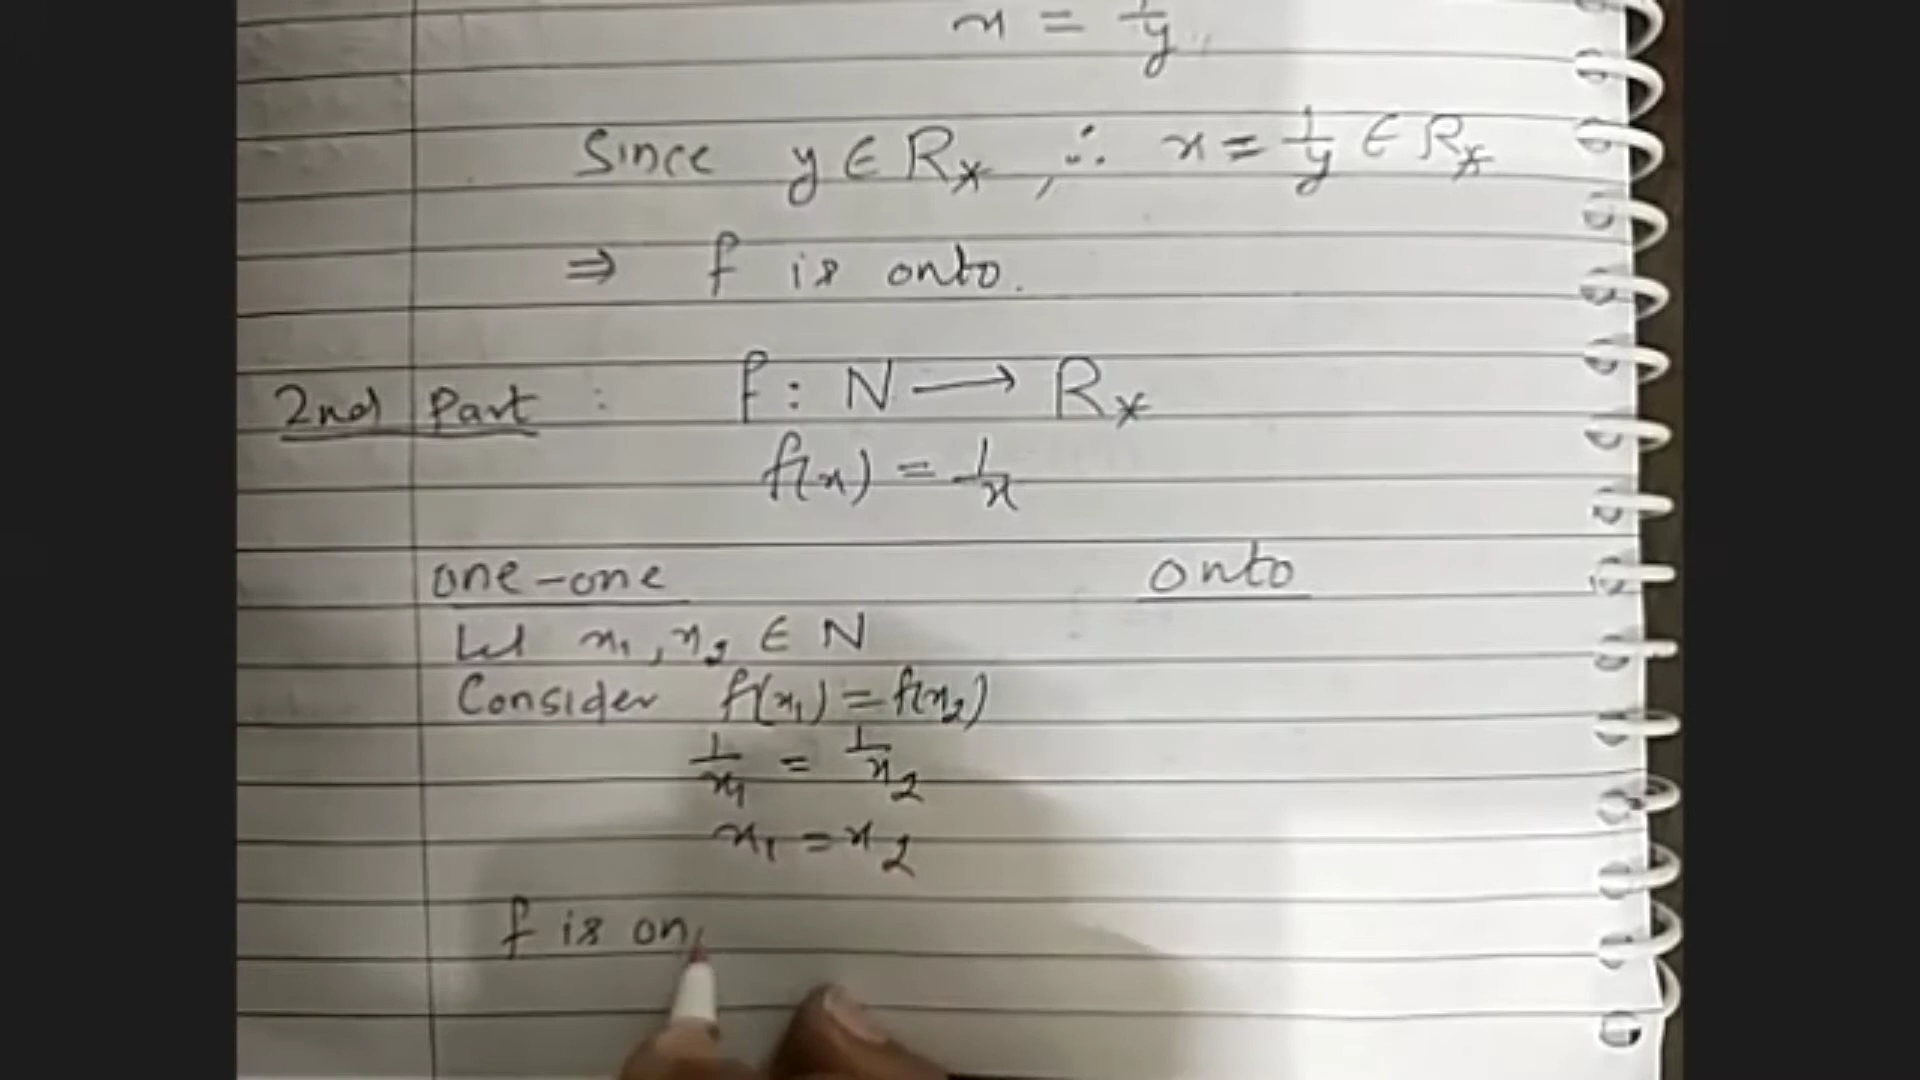 x = 1/y
Since y ∈ R* , ∴ x = 1/y ∈ R*
⇒ f is onto.
2nd Part : f : N → R*
f(x) = 1/x
one-one
Let x₁, x₂ ∈ N
Consider f(x₁) = f(x₂)
1/x₁ = 1/x₂
x₁ = x₂
f is on
onto